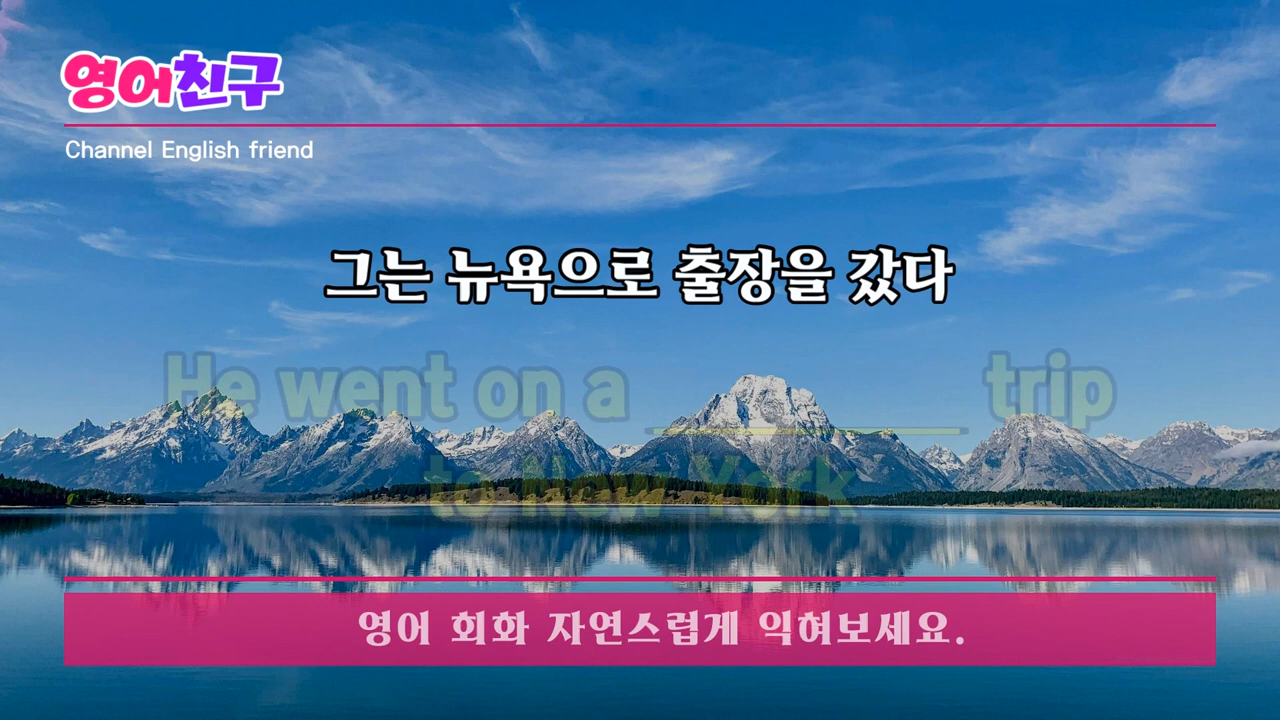 영어친구
Channel English friend
그는 뉴욕으로 출장을 갔다
He went on a ________ trip
to New York
영어 회화 자연스럽게 익혀보세요.